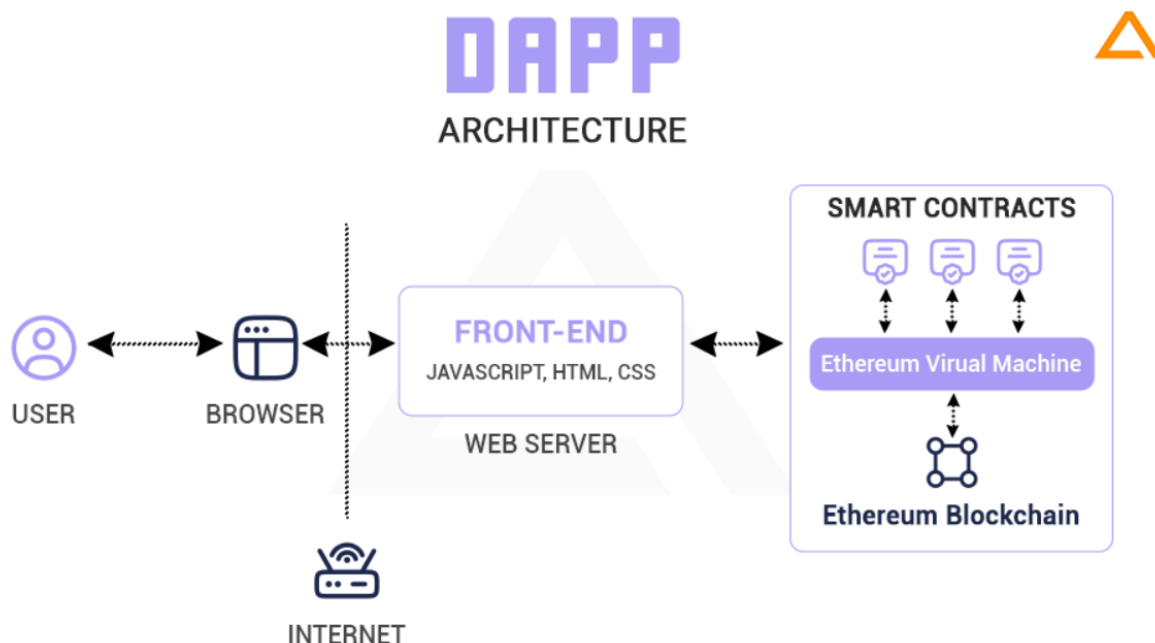 DAPP
ARCHITECTURE
USER
BROWSER
INTERNET
FRONT-END
JAVASCRIPT, HTML, CSS
WEB SERVER
SMART CONTRACTS
Ethereum Virual Machine
Ethereum Blockchain